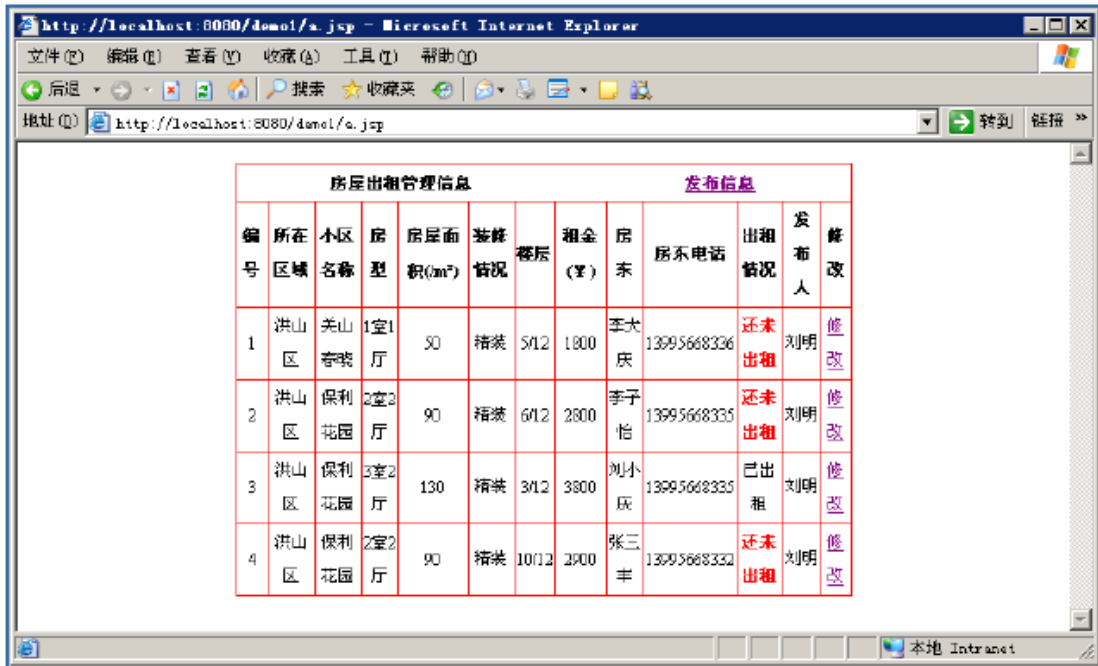 http://localhost:8080/demo1/a.jsp - Microsoft Internet Explorer
文件(F) 编辑(E) 查看(V) 收藏(A) 工具(T) 帮助(H)
后退 搜索 收藏夹
地址(D) http://localhost:8080/demo1/a.jsp 转到 链接 »
房屋出租管理信息 发布信息
编 所在 小区 房 房屋面 装修 楼层 租金 房 房东电话 出租 发 修
号 区域 名称 型 积(/m²) 情况 (￥) 东 情况 布 改
人
1 洪山 关山 1室1 50 精装 5/12 1800 李大 13995668336 还未 刘明 修
区 春晓 厅 庆 出租 改
2 洪山 保利 2室2 90 精装 6/12 2800 李子 13995668335 还未 刘明 修
区 花园 厅 怡 出租 改
3 洪山 保利 3室2 130 精装 3/12 3800 刘小 13995668335 已出 刘明 修
区 花园 厅 庆 租 改
4 洪山 保利 2室2 90 精装 10/12 2900 张三 13995668332 还未 刘明 修
区 花园 厅 丰 出租 改
本地 Intranet